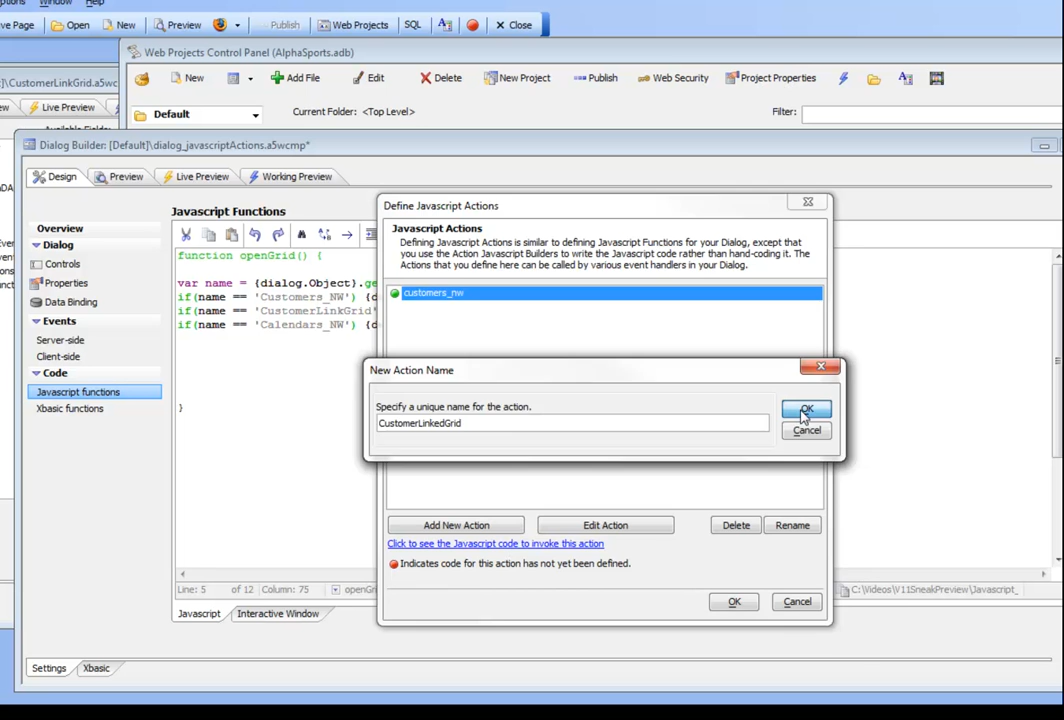 ptions Window Help
ve Page Open New Preview Publish Web Projects SQL Close
Web Projects Control Panel (AlphaSports.adb)
]\CustomerLinkGrid.a5wc
New Add File Edit Delete New Project Publish Web Security Project Properties
Live Preview
Default Current Folder: <Top Level> Filter:
Available Fields:
Dialog Builder: [Default]\dialog_javascriptActions.a5wcmp*
Design Preview Live Preview Working Preview
Define Javascript Actions
Javascript Functions
Javascript Actions
Defining Javascript Actions is similar to defining Javascript Functions for your Dialog, except that
you use the Action Javascript Builders to write the Javascript code rather than hand-coding it. The
Actions that you define here can be called by various event handlers in your Dialog.
Overview
Dialog
Controls
Properties
Data Binding
Events
Server-side
Client-side
Code
Javascript functions
Xbasic functions
function openGrid() {
var name = {dialog.Object}.ge
if(name == 'Customers_NW') {d
if(name == 'CustomerLinkGrid'
if(name == 'Calendars_NW') {d
}
customers_nw
New Action Name
Specify a unique name for the action.
CustomerLinkedGrid
OK
Cancel
Add New Action Edit Action Delete Rename
Click to see the Javascript code to invoke this action
Indicates code for this action has not yet been defined.
OK Cancel
Line: 5 of 12 Column: 75 openGr
C:\Videos\V11SneakPreview\Javascript_
Javascript Interactive Window
Settings Xbasic